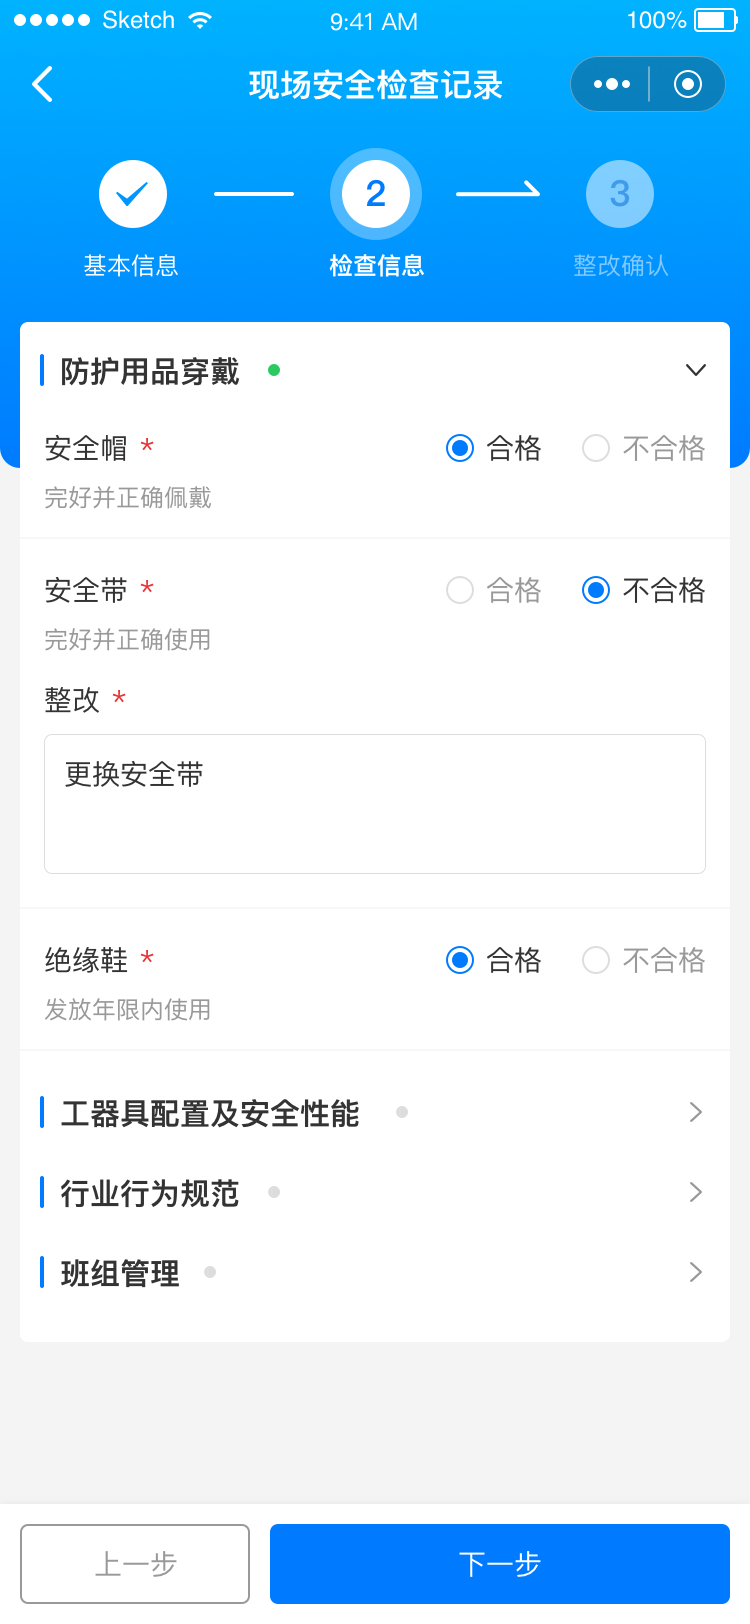 Sketch 9:41 AM 100%
现场安全检查记录
2 3
基本信息 检查信息 整改确认
防护用品穿戴
安全帽 * 合格 不合格
完好并正确佩戴
安全带 * 合格 不合格
完好并正确使用
整改 *
更换安全带
绝缘鞋 * 合格 不合格
发放年限内使用
工器具配置及安全性能
行业行为规范
班组管理
上一步 下一步